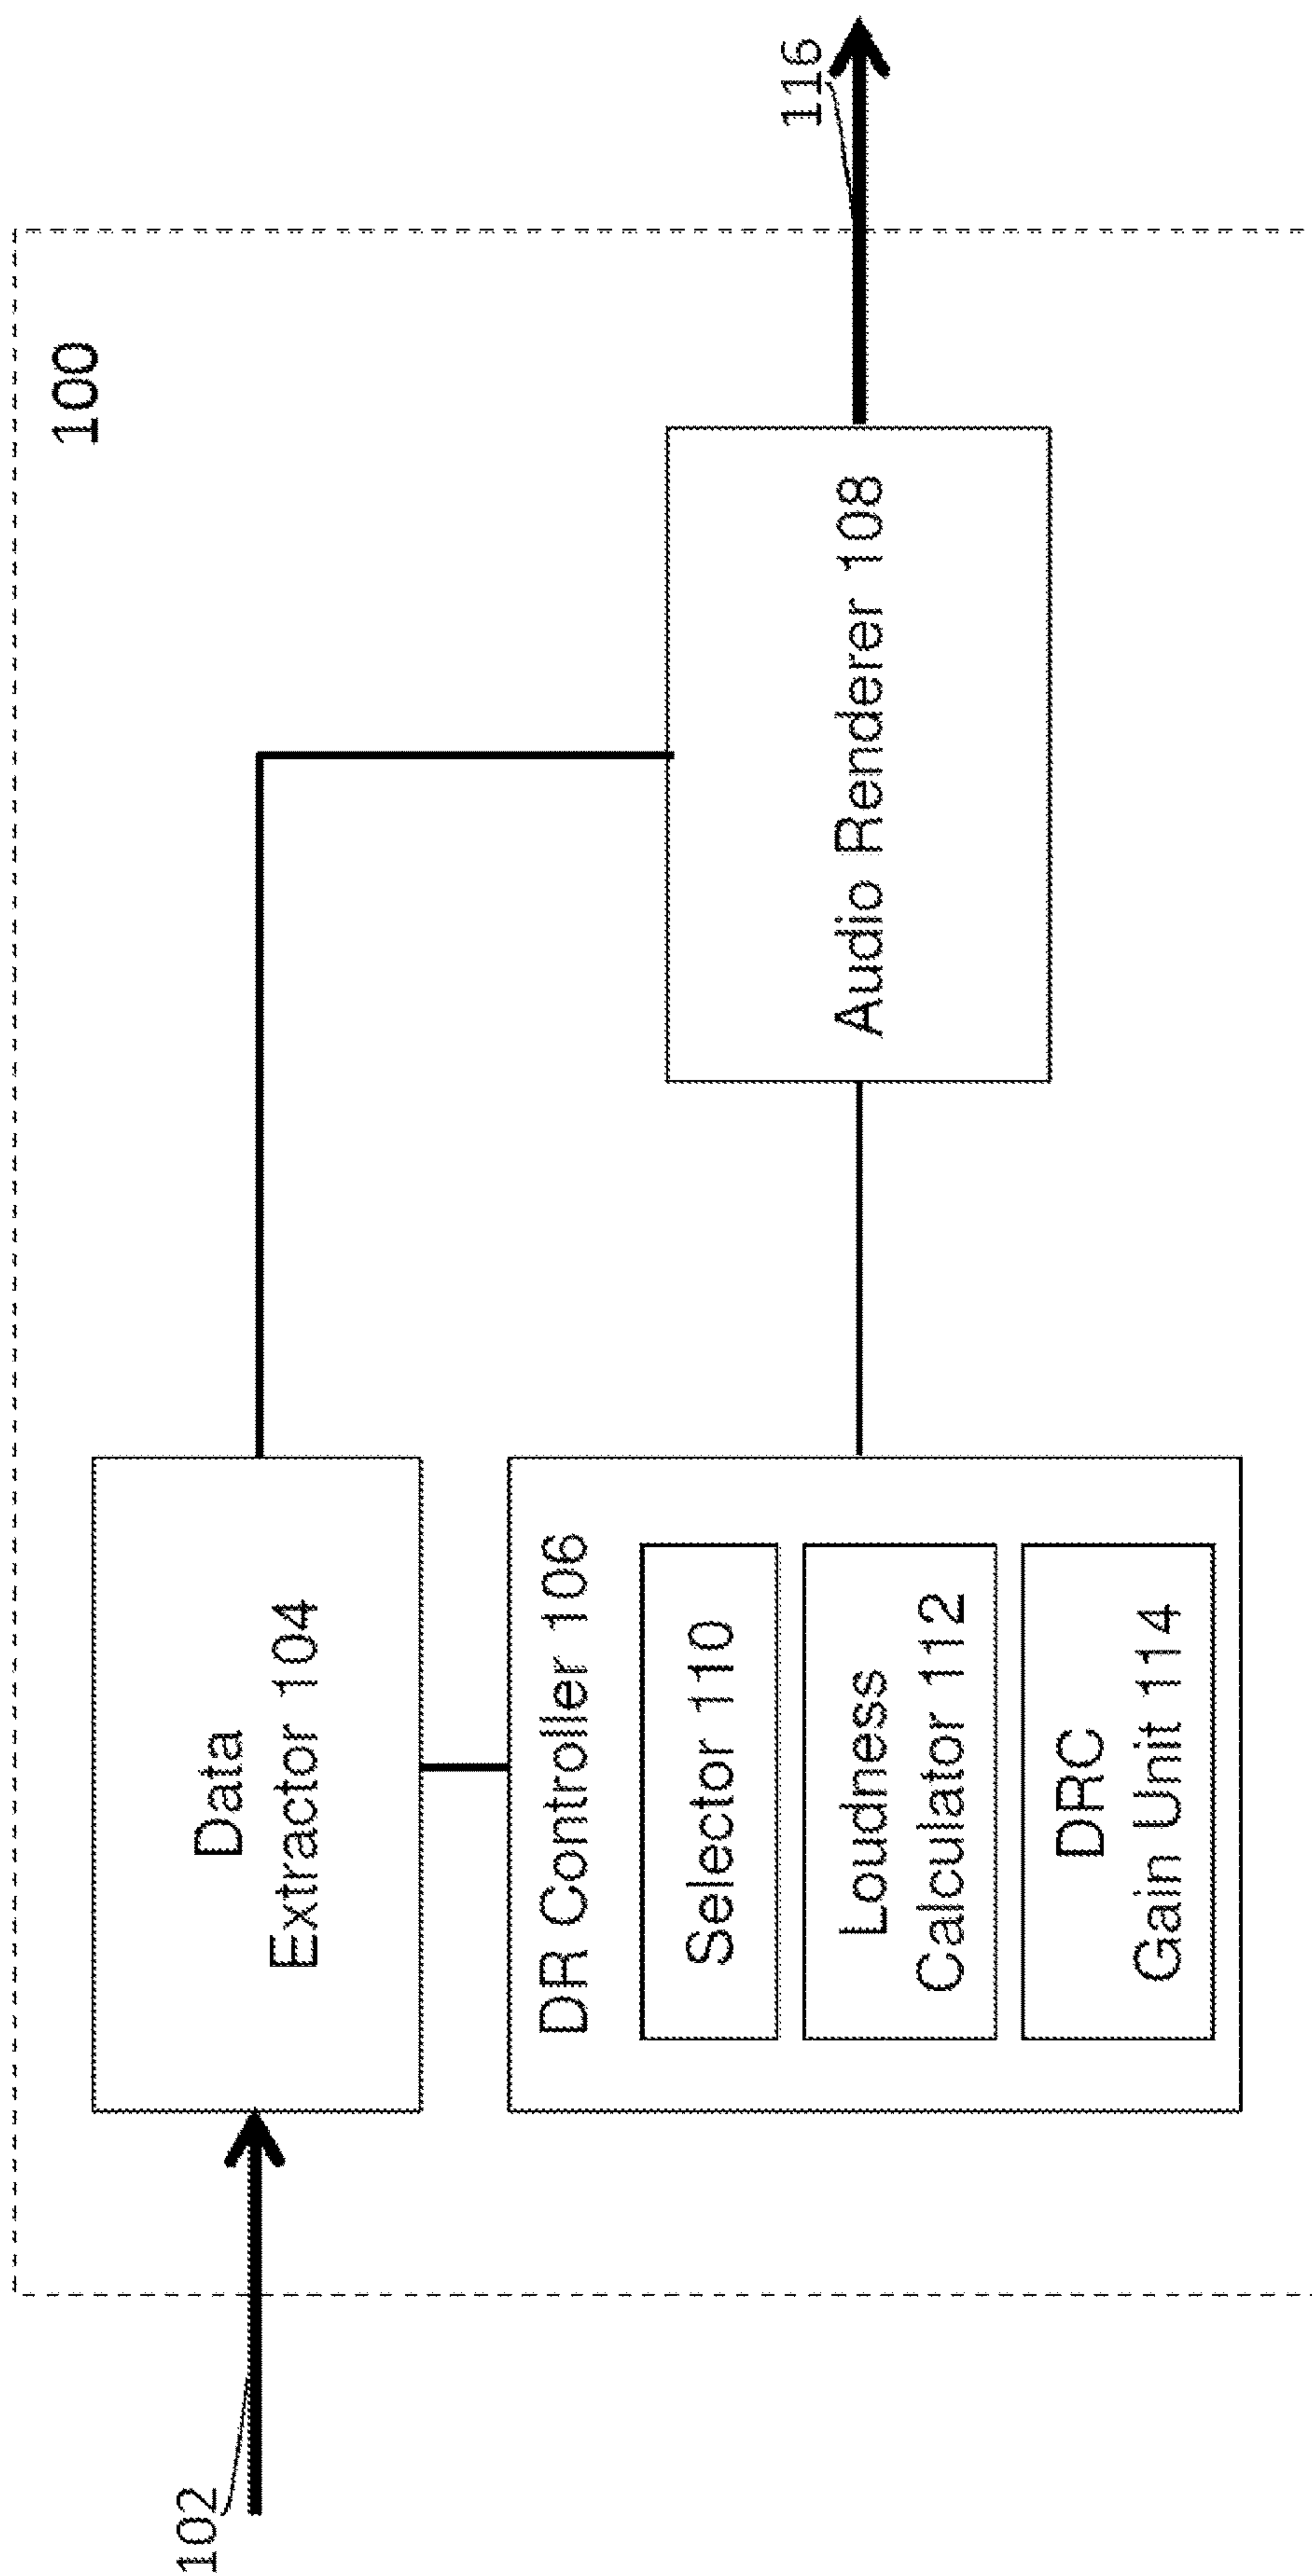 100
102
Data
Extractor 104
DR Controller 106
Selector 110
Loudness
Calculator 112
DRC
Gain Unit 114
Audio Renderer 108
116